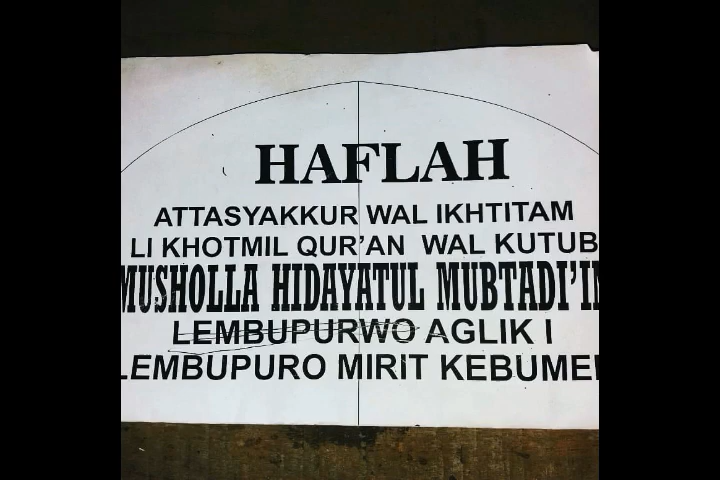 HAFLAH
ATTASYAKKUR WAL IKHTITAM
LI KHOTMIL QUR'AN WAL KUTUB
MUSHOLLA HIDAYATUL MUBTADI'IN
LEMBUPURWO AGLIK I
LEMBUPURO MIRIT KEBUMEN